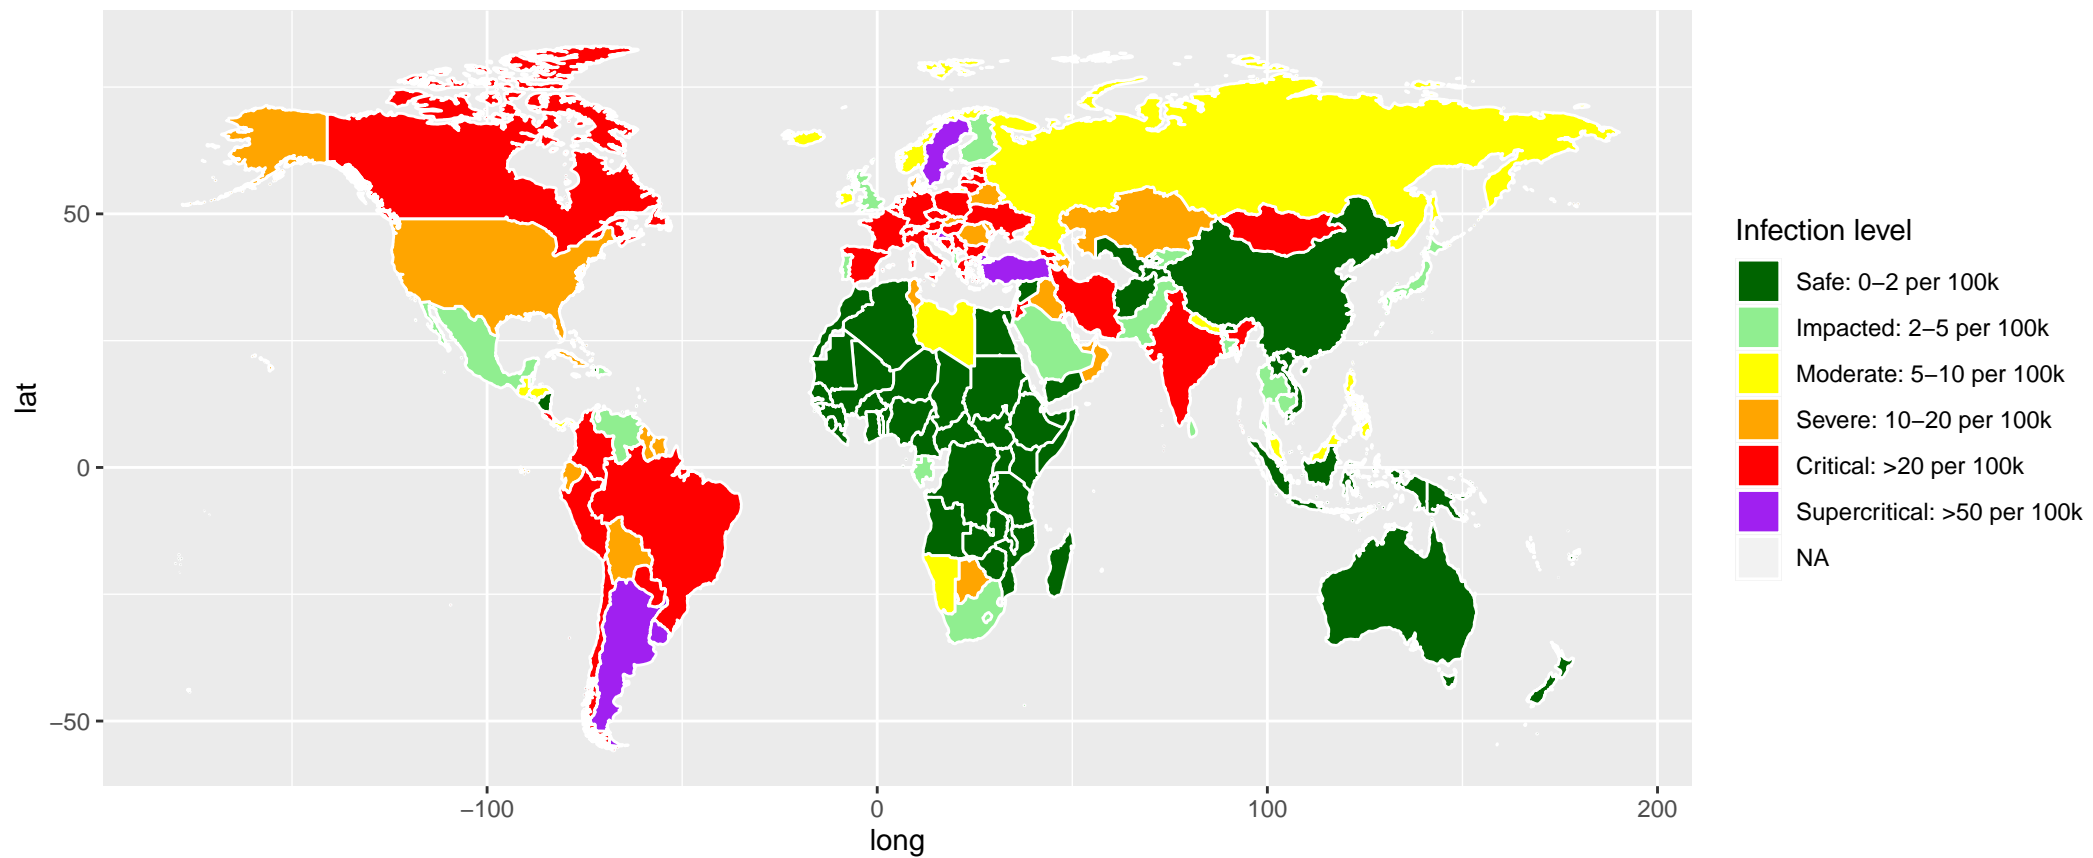 50
0
−50
lat
−100
0
100
200
long
Infection level
Safe: 0−2 per 100k
Impacted: 2−5 per 100k
Moderate: 5−10 per 100k
Severe: 10−20 per 100k
Critical: >20 per 100k
Supercritical: >50 per 100k
NA